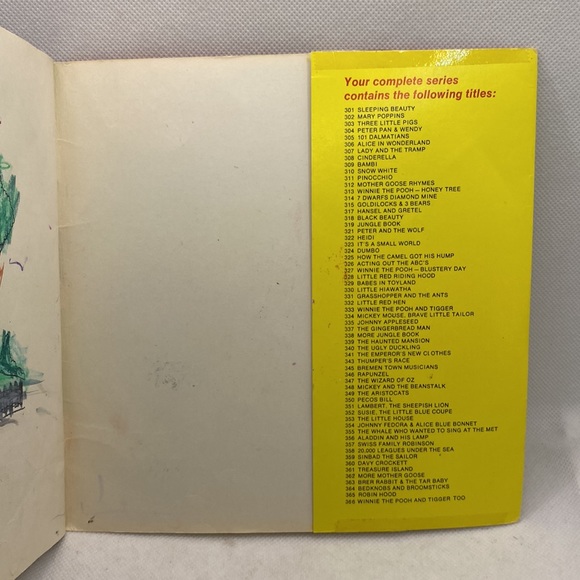 Your complete series
contains the following titles:
301 SLEEPING BEAUTY
302 MARY POPPINS
303 THREE LITTLE PIGS
304 PETER PAN & WENDY
305 101 DALMATIANS
306 ALICE IN WONDERLAND
307 LADY AND THE TRAMP
308 CINDERELLA
309 BAMBI
310 SNOW WHITE
311 PINOCCHIO
312 MOTHER GOOSE RHYMES
313 WINNIE THE POOH – HONEY TREE
314 7 DWARFS DIAMOND MINE
315 GOLDILOCKS & 3 BEARS
317 HANSEL AND GRETEL
318 BLACK BEAUTY
319 JUNGLE BOOK
321 PETER AND THE WOLF
322 HEIDI
323 IT'S A SMALL WORLD
324 DUMBO
325 HOW THE CAMEL GOT HIS HUMP
326 ACTING OUT THE ABC'S
327 WINNIE THE POOH – BLUSTERY DAY
328 LITTLE RED RIDING HOOD
329 BABES IN TOYLAND
330 LITTLE HIAWATHA
331 GRASSHOPPER AND THE ANTS
332 LITTLE RED HEN
333 WINNIE THE POOH AND TIGGER
334 MICKEY MOUSE, BRAVE LITTLE TAILOR
335 JOHNNY APPLESEED
337 THE GINGERBREAD MAN
338 MORE JUNGLE BOOK
339 THE HAUNTED MANSION
340 THE UGLY DUCKLING
341 THE EMPEROR'S NEW CLOTHES
343 THUMPER'S RACE
345 BREMEN TOWN MUSICIANS
346 RAPUNZEL
347 THE WIZARD OF OZ
348 MICKEY AND THE BEANSTALK
349 THE ARISTOCATS
350 PECOS BILL
351 LAMBERT, THE SHEEPISH LION
352 SUSIE, THE LITTLE BLUE COUPE
353 THE LITTLE HOUSE
354 JOHNNY FEDORA & ALICE BLUE BONNET
355 THE WHALE WHO WANTED TO SING AT THE MET
356 ALADDIN AND HIS LAMP
357 SWISS FAMILY ROBINSON
358 20,000 LEAGUES UNDER THE SEA
359 SINBAD THE SAILOR
360 DAVY CROCKETT
361 TREASURE ISLAND
362 MORE MOTHER GOOSE
363 BRER RABBIT & THE TAR BABY
364 BEDKNOBS AND BROOMSTICKS
365 ROBIN HOOD
366 WINNIE THE POOH AND TIGGER TOO